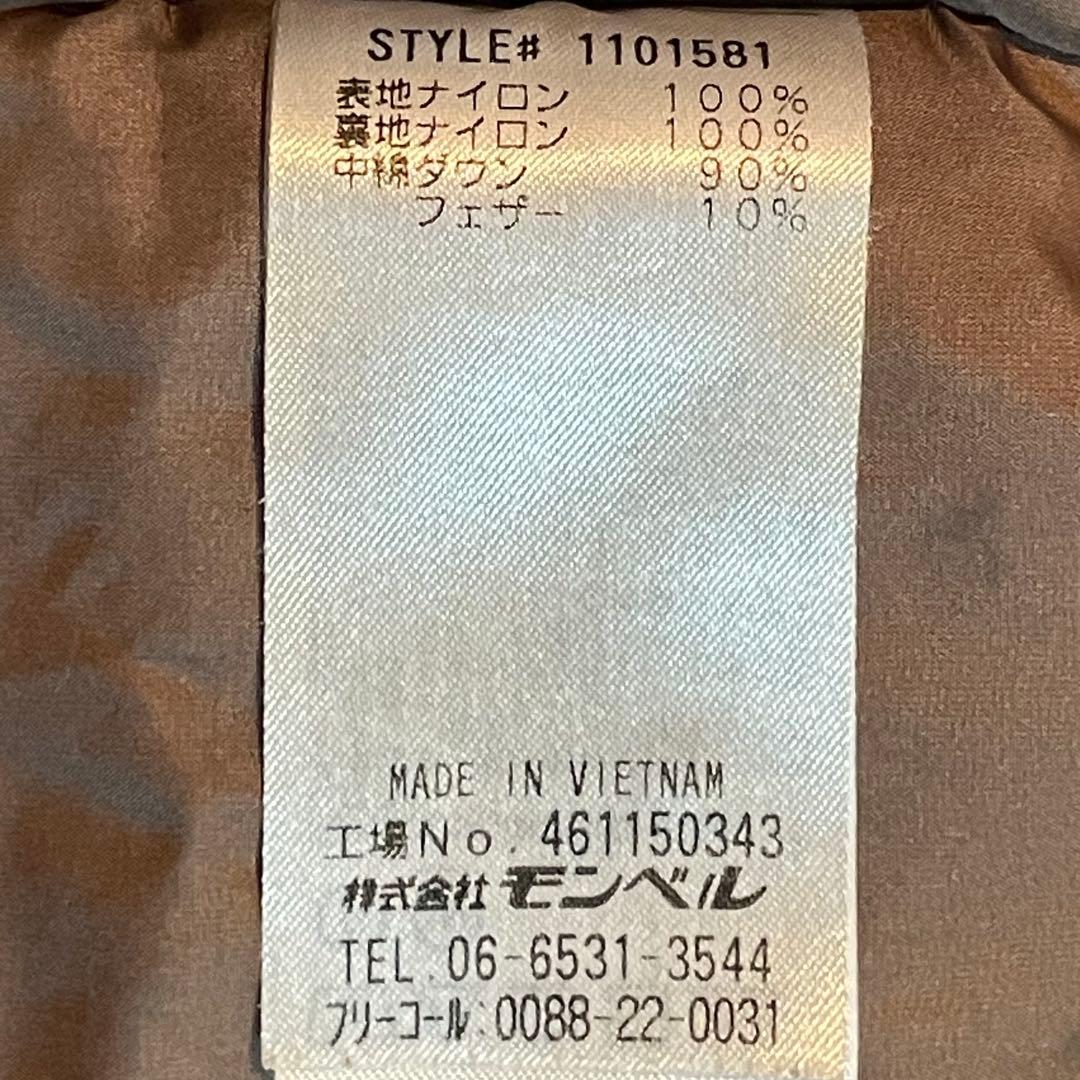 STYLE# 1101581
表地ナイロン 100%
裏地ナイロン 100%
中綿ダウン 90%
フェザー 10%
MADE IN VIETNAM
工場No. 461150343
株式会社モンベル
TEL.06-6531-3544
フリーコール:0088-22-0031